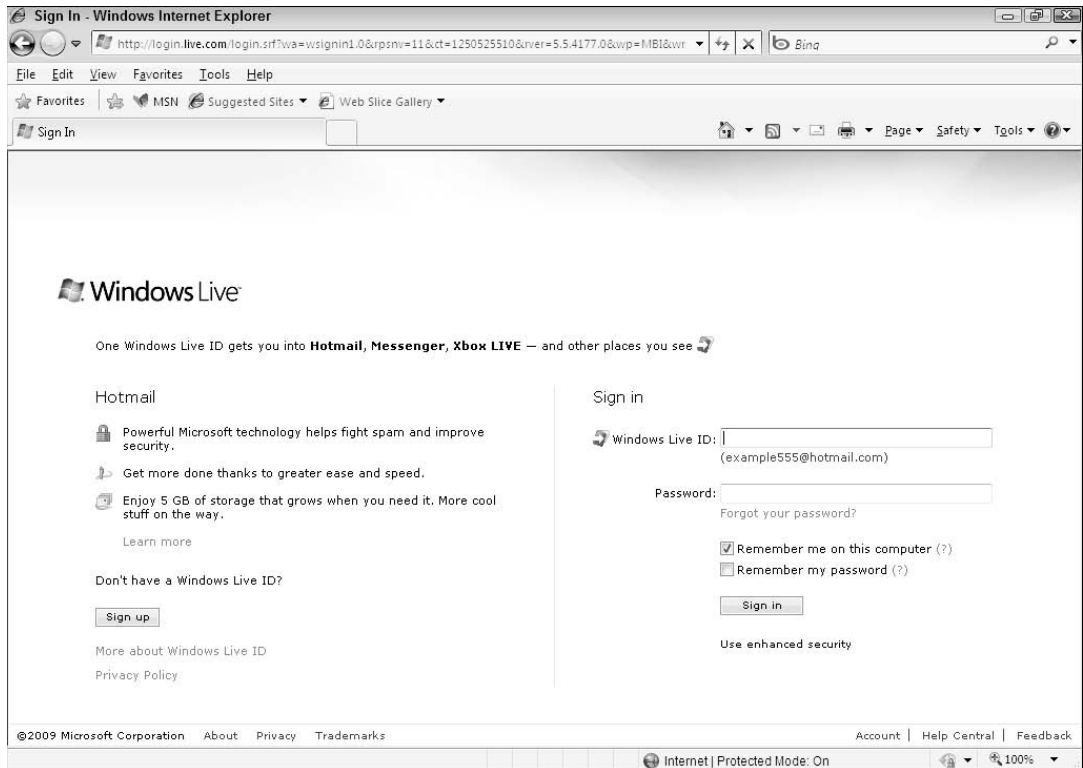 Sign In - Windows Internet Explorer
http://login.live.com/login.srf?wa=wsignin1.0&rpsnv=11&ct=1250525510&rver=5.5.4177.0&wp=MBI&wr
Bing
File Edit View Favorites Tools Help
Favorites MSN Suggested Sites Web Slice Gallery
Sign In
Page Safety Tools
Windows Live
One Windows Live ID gets you into Hotmail, Messenger, Xbox LIVE — and other places you see
Hotmail
Powerful Microsoft technology helps fight spam and improve
security.
Get more done thanks to greater ease and speed.
Enjoy 5 GB of storage that grows when you need it. More cool
stuff on the way.
Learn more
Don't have a Windows Live ID?
Sign up
More about Windows Live ID
Privacy Policy
Sign in
Windows Live ID:
(example555@hotmail.com)
Password:
Forgot your password?
Remember me on this computer (?)
Remember my password (?)
Sign in
Use enhanced security
©2009 Microsoft Corporation About Privacy Trademarks
Account | Help Central | Feedback
Internet | Protected Mode: On
100%